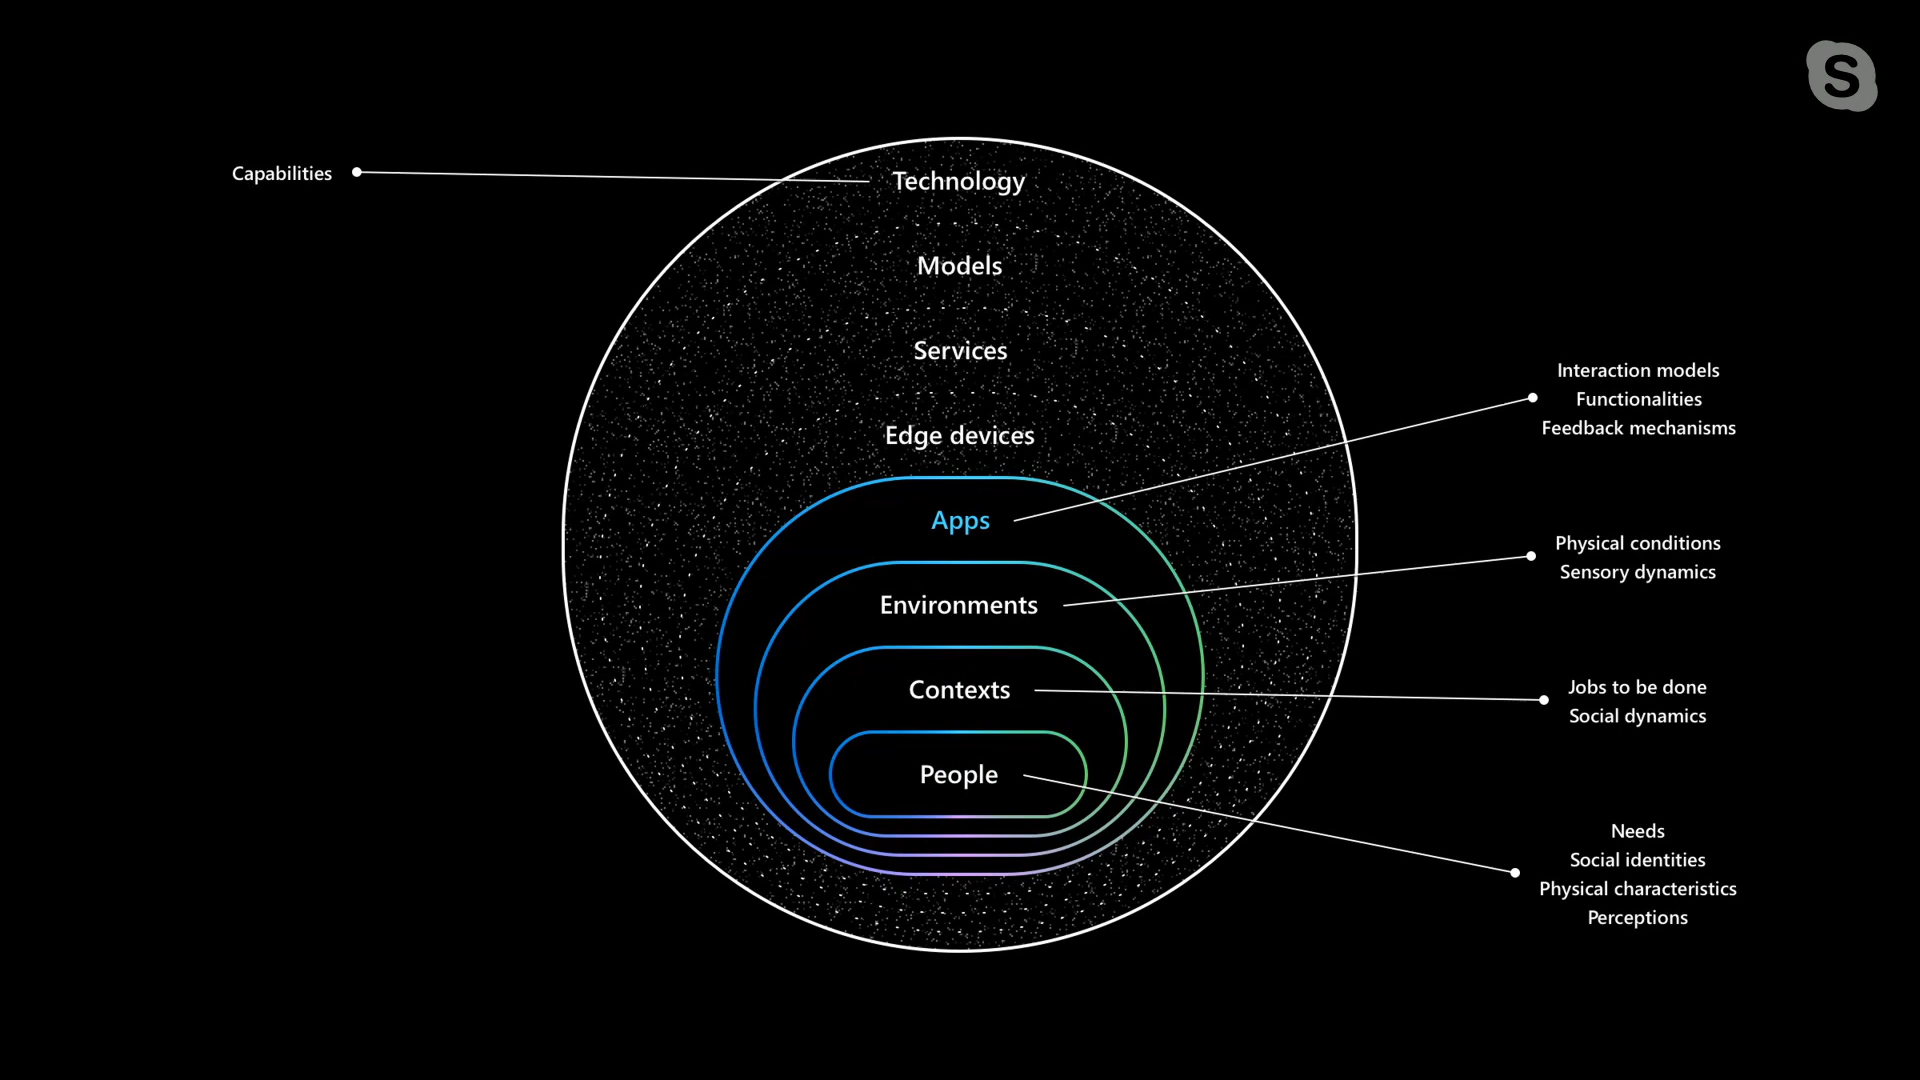 S
Capabilities
Technology
Models
Services
Edge devices
Apps
Environments
Contexts
People
Interaction models
Functionalities
Feedback mechanisms
Physical conditions
Sensory dynamics
Jobs to be done
Social dynamics
Needs
Social identities
Physical characteristics
Perceptions